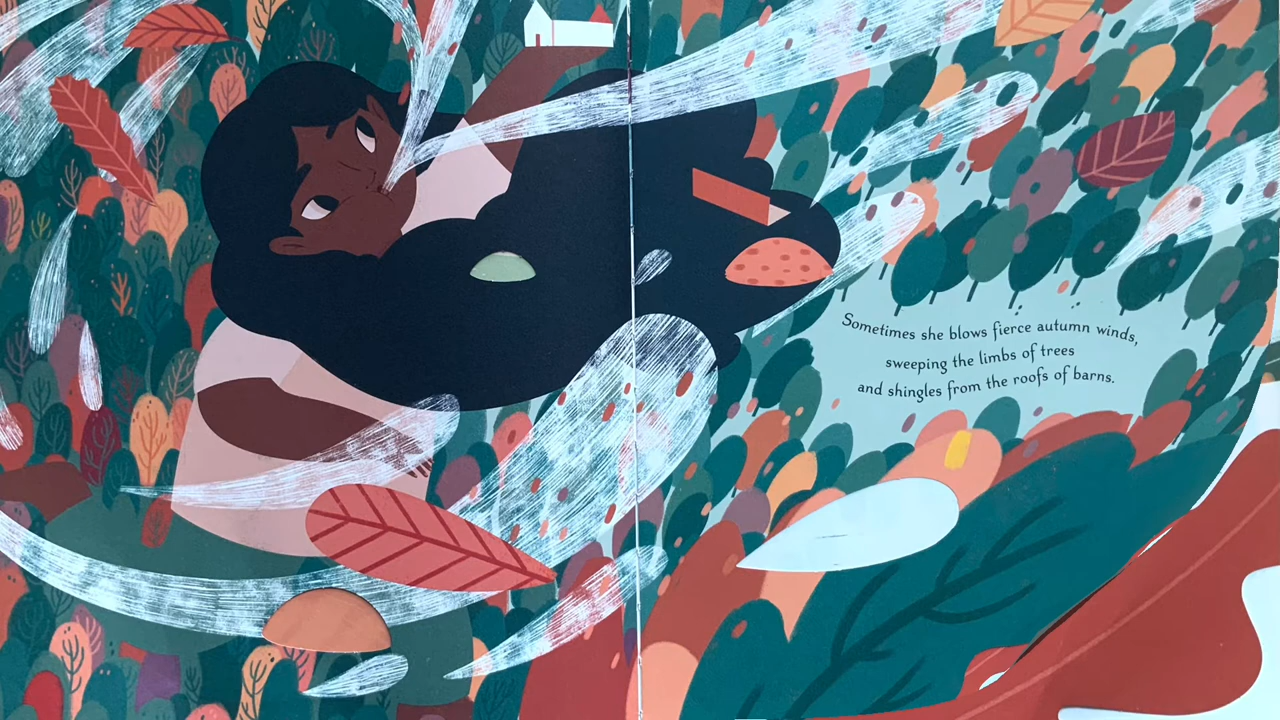 Sometimes she blows fierce autumn winds,
sweeping the limbs of trees
and shingles from the roofs of barns.